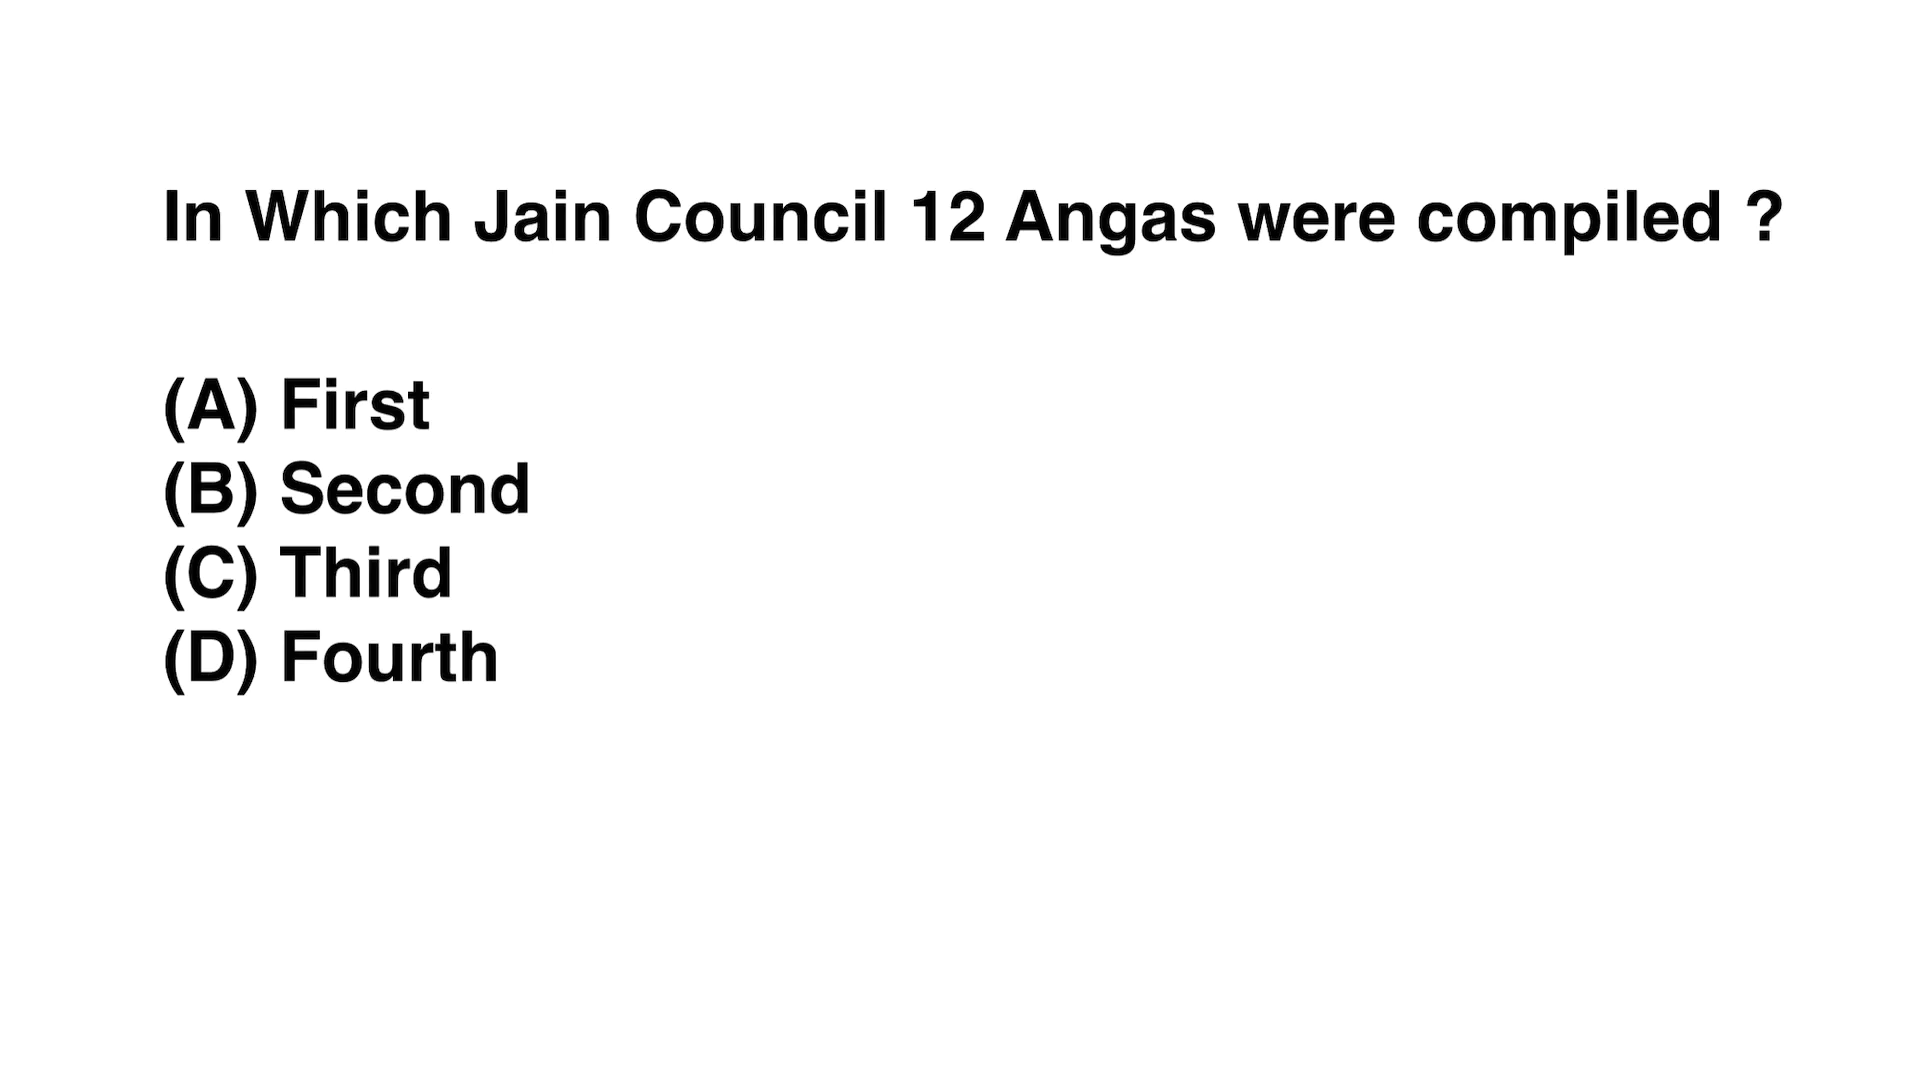 In Which Jain Council 12 Angas were compiled ?
(A) First
(B) Second
(C) Third
(D) Fourth